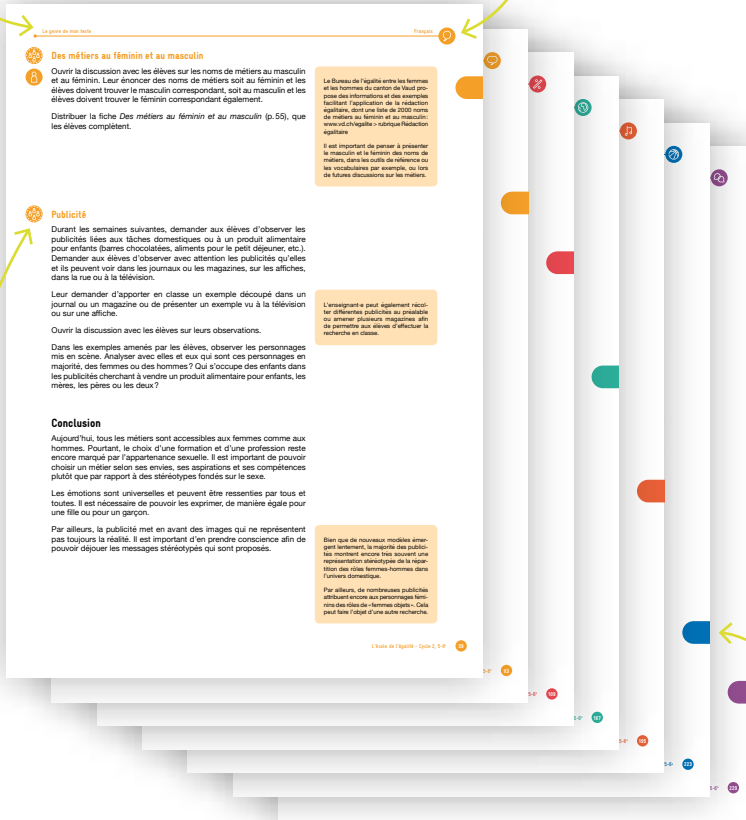 Le genre de mon texte
Français
Des métiers au féminin et au masculin
Ouvrir la discussion avec les élèves sur les noms de métiers au masculin
et au féminin. Leur énoncer des noms de métiers soit au féminin et les
élèves doivent trouver le masculin correspondant, soit au masculin et les
élèves doivent trouver le féminin correspondant également.
Distribuer la fiche Des métiers au féminin et au masculin (p. 55), que
les élèves complètent.
Le Bureau de l'égalité entre les femmes
et les hommes du canton de Vaud pro-
pose des informations et des exemples
facilitant l'application de la rédaction
égalitaire, dont une liste de 2000 noms
de métiers au féminin et au masculin:
www.vd.ch/egalite > rubrique Rédaction
égalitaire
Il est important de penser à présenter
le masculin et le féminin des noms de
métiers, dans les outils de référence ou
les vocabulaires par exemple, ou lors
de futures discussions sur les métiers.
Publicité
Durant les semaines suivantes, demander aux élèves d'observer les
publicités liées aux tâches domestiques ou à un produit alimentaire
pour enfants (barres chocolatées, aliments pour le petit déjeuner, etc.).
Demander aux élèves d'observer avec attention les publicités qu'elles
et ils peuvent voir dans les journaux ou les magazines, sur les affiches,
dans la rue ou à la télévision.
Leur demander d'apporter en classe un exemple découpé dans un
journal ou un magazine ou de présenter un exemple vu à la télévision
ou sur une affiche.
Ouvrir la discussion avec les élèves sur leurs observations.
Dans les exemples amenés par les élèves, observer les personnages
mis en scène. Analyser avec elles et eux qui sont ces personnages en
majorité, des femmes ou des hommes? Qui s'occupe des enfants dans
les publicités cherchant à vendre un produit alimentaire pour enfants, les
mères, les pères ou les deux?
L'enseignant·e peut également récol-
ter différentes publicités au préalable
ou amener plusieurs magazines afin
de permettre aux élèves d'effectuer la
recherche en classe.
Conclusion
Aujourd'hui, tous les métiers sont accessibles aux femmes comme aux
hommes. Pourtant, le choix d'une formation et d'une profession reste
encore marqué par l'appartenance sexuelle. Il est important de pouvoir
choisir un métier selon ses envies, ses aspirations et ses compétences
plutôt que par rapport à des stéréotypes fondés sur le sexe.
Les émotions sont universelles et peuvent être ressenties par tous et
toutes. Il est nécessaire de pouvoir les exprimer, de manière égale pour
une fille ou pour un garçon.
Par ailleurs, la publicité met en avant des images qui ne représentent
pas toujours la réalité. Il est important d'en prendre conscience afin de
pouvoir déjouer les messages stéréotypés qui sont proposés.
Bien que de nouveaux modèles émer-
gent lentement, la majorité des publici-
tés montrent encore très souvent une
représentation stéréotypée de la répar-
tition des rôles femmes-hommes dans
l'univers domestique.
Par ailleurs, de nombreuses publicités
attribuent encore aux personnages fémi-
nins des rôles de «femmes objets». Cela
peut faire l'objet d'une autre recherche.
L'école de l'égalité - Cycle 2, 5-6e
167
223